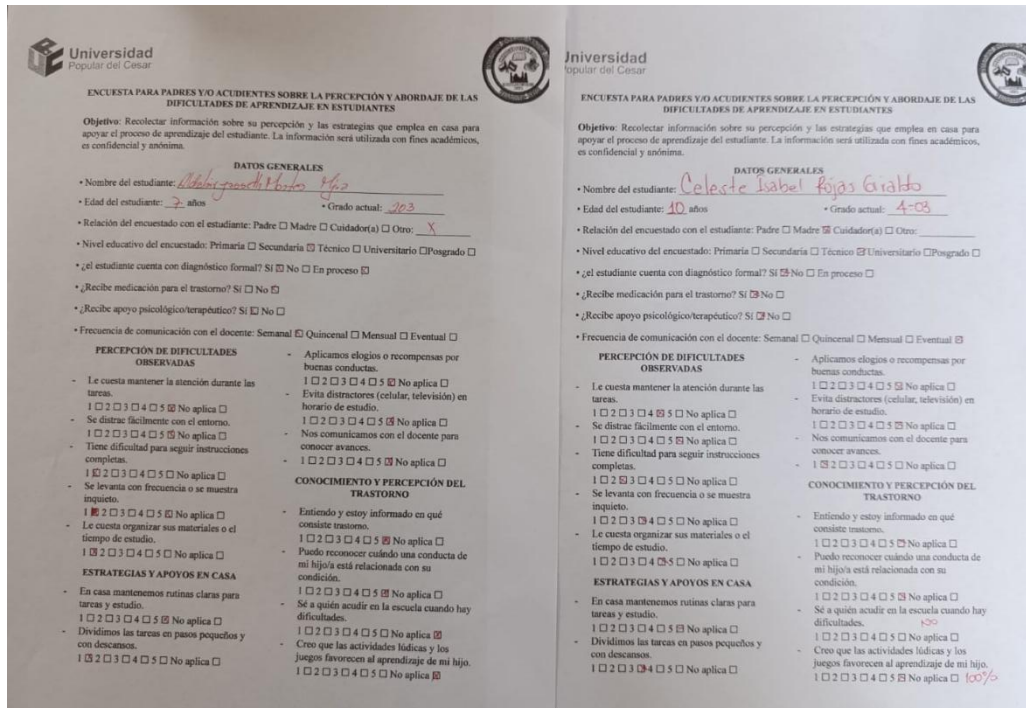 Universidad
Popular del Cesar
ENCUESTA PARA PADRES Y/O ACUDIENTES SOBRE LA PERCEPCIÓN Y ABORDAJE DE LAS
DIFICULTADES DE APRENDIZAJE EN ESTUDIANTES
Objetivo: Recolectar información sobre su percepción y las estrategias que emplea en casa para
apoyar el proceso de aprendizaje del estudiante. La información será utilizada con fines académicos,
es confidencial y anónima.
DATOS GENERALES
• Nombre del estudiante:
• Edad del estudiante: 7 años • Grado actual: 203
• Relación del encuestado con el estudiante: Padre ☐ Madre ☐ Cuidador(a) ☐ Otro: X
• Nivel educativo del encuestado: Primaria ☐ Secundaria ☒ Técnico ☐ Universitario ☐Posgrado ☐
• ¿el estudiante cuenta con diagnóstico formal? Sí ☒ No ☐ En proceso ☒
• ¿Recibe medicación para el trastorno? Sí ☐ No ☒
• ¿Recibe apoyo psicológico/terapéutico? Sí ☒ No ☐
• Frecuencia de comunicación con el docente: Semanal ☒ Quincenal ☐ Mensual ☐ Eventual ☐
PERCEPCIÓN DE DIFICULTADES
OBSERVADAS
- Le cuesta mantener la atención durante las
tareas.
1 ☐ 2 ☐ 3 ☐ 4 ☐ 5 ☒ No aplica ☐
- Se distrae fácilmente con el entorno.
1 ☐ 2 ☐ 3 ☐ 4 ☐ 5 ☒ No aplica ☐
- Tiene dificultad para seguir instrucciones
completas.
1 ☒ 2 ☐ 3 ☐ 4 ☐ 5 ☐ No aplica ☐
- Se levanta con frecuencia o se muestra
inquieto.
1 ☒ 2 ☐ 3 ☐ 4 ☐ 5 ☒ No aplica ☐
- Le cuesta organizar sus materiales o el
tiempo de estudio.
1 ☒ 2 ☐ 3 ☐ 4 ☐ 5 ☐ No aplica ☐
ESTRATEGIAS Y APOYOS EN CASA
- En casa mantenemos rutinas claras para
tareas y estudio.
1 ☐ 2 ☐ 3 ☐ 4 ☐ 5 ☒ No aplica ☐
- Dividimos las tareas en pasos pequeños y
con descansos.
1 ☒ 2 ☐ 3 ☐ 4 ☐ 5 ☐ No aplica ☐
- Aplicamos elogios o recompensas por
buenas conductas.
1 ☐ 2 ☐ 3 ☐ 4 ☐ 5 ☒ No aplica ☐
- Evita distractores (celular, televisión) en
horario de estudio.
1 ☐ 2 ☐ 3 ☐ 4 ☐ 5 ☒ No aplica ☐
- Nos comunicamos con el docente para
conocer avances.
- 1 ☐ 2 ☐ 3 ☐ 4 ☐ 5 ☒ No aplica ☐
CONOCIMIENTO Y PERCEPCIÓN DEL
TRASTORNO
- Entiendo y estoy informado en qué
consiste trastorno.
1 ☐ 2 ☐ 3 ☐ 4 ☐ 5 ☒ No aplica ☐
- Puedo reconocer cuándo una conducta de
mi hijo/a está relacionada con su
condición.
1 ☐ 2 ☐ 3 ☐ 4 ☐ 5 ☒ No aplica ☐
- Sé a quién acudir en la escuela cuando hay
dificultades.
1 ☐ 2 ☐ 3 ☐ 4 ☐ 5 ☐ No aplica ☒
- Creo que las actividades lúdicas y los
juegos favorecen al aprendizaje de mi hijo.
1 ☐ 2 ☐ 3 ☐ 4 ☐ 5 ☐ No aplica ☒
Universidad
Popular del Cesar
ENCUESTA PARA PADRES Y/O ACUDIENTES SOBRE LA PERCEPCIÓN Y ABORDAJE DE LAS
DIFICULTADES DE APRENDIZAJE EN ESTUDIANTES
Objetivo: Recolectar información sobre su percepción y las estrategias que emplea en casa para
apoyar el proceso de aprendizaje del estudiante. La información será utilizada con fines académicos,
es confidencial y anónima.
DATOS GENERALES
• Nombre del estudiante: Celeste Isabel Rojas Giraldo
• Edad del estudiante: 10 años • Grado actual: 4-03
• Relación del encuestado con el estudiante: Padre ☐ Madre ☒ Cuidador(a) ☐ Otro:
• Nivel educativo del encuestado: Primaria ☐ Secundaria ☐ Técnico ☒ Universitario ☐Posgrado ☐
• ¿el estudiante cuenta con diagnóstico formal? Sí ☒ No ☐ En proceso ☐
• ¿Recibe medicación para el trastorno? Sí ☒ No ☐
• ¿Recibe apoyo psicológico/terapéutico? Sí ☒ No ☐
• Frecuencia de comunicación con el docente: Semanal ☐ Quincenal ☐ Mensual ☐ Eventual ☒
PERCEPCIÓN DE DIFICULTADES
OBSERVADAS
- Le cuesta mantener la atención durante las
tareas.
1 ☐ 2 ☐ 3 ☐ 4 ☒ 5 ☐ No aplica ☐
- Se distrae fácilmente con el entorno.
1 ☐ 2 ☐ 3 ☐ 4 ☐ 5 ☒ No aplica ☐
- Tiene dificultad para seguir instrucciones
completas.
1 ☐ 2 ☒ 3 ☐ 4 ☐ 5 ☐ No aplica ☐
- Se levanta con frecuencia o se muestra
inquieto.
1 ☐ 2 ☐ 3 ☒ 4 ☐ 5 ☐ No aplica ☐
- Le cuesta organizar sus materiales o el
tiempo de estudio.
1 ☐ 2 ☐ 3 ☐ 4 ☒ 5 ☐ No aplica ☐
ESTRATEGIAS Y APOYOS EN CASA
- En casa mantenemos rutinas claras para
tareas y estudio.
1 ☐ 2 ☐ 3 ☐ 4 ☐ 5 ☒ No aplica ☐
- Dividimos las tareas en pasos pequeños y
con descansos.
1 ☐ 2 ☐ 3 ☒ 4 ☐ 5 ☐ No aplica ☐
- Aplicamos elogios o recompensas por
buenas conductas.
1 ☐ 2 ☐ 3 ☐ 4 ☐ 5 ☒ No aplica ☐
- Evita distractores (celular, televisión) en
horario de estudio.
1 ☐ 2 ☐ 3 ☐ 4 ☐ 5 ☒ No aplica ☐
- Nos comunicamos con el docente para
conocer avances.
- 1 ☒ 2 ☐ 3 ☐ 4 ☐ 5 ☐ No aplica ☐
CONOCIMIENTO Y PERCEPCIÓN DEL
TRASTORNO
- Entiendo y estoy informado en qué
consiste trastorno.
1 ☐ 2 ☐ 3 ☐ 4 ☐ 5 ☒ No aplica ☐
- Puedo reconocer cuándo una conducta de
mi hijo/a está relacionada con su
condición.
1 ☐ 2 ☐ 3 ☐ 4 ☐ 5 ☒ No aplica ☐
- Sé a quién acudir en la escuela cuando hay
dificultades. NO
1 ☐ 2 ☐ 3 ☐ 4 ☐ 5 ☐ No aplica ☐
- Creo que las actividades lúdicas y los
juegos favorecen al aprendizaje de mi hijo.
1 ☐ 2 ☐ 3 ☐ 4 ☐ 5 ☒ No aplica ☐ 100%